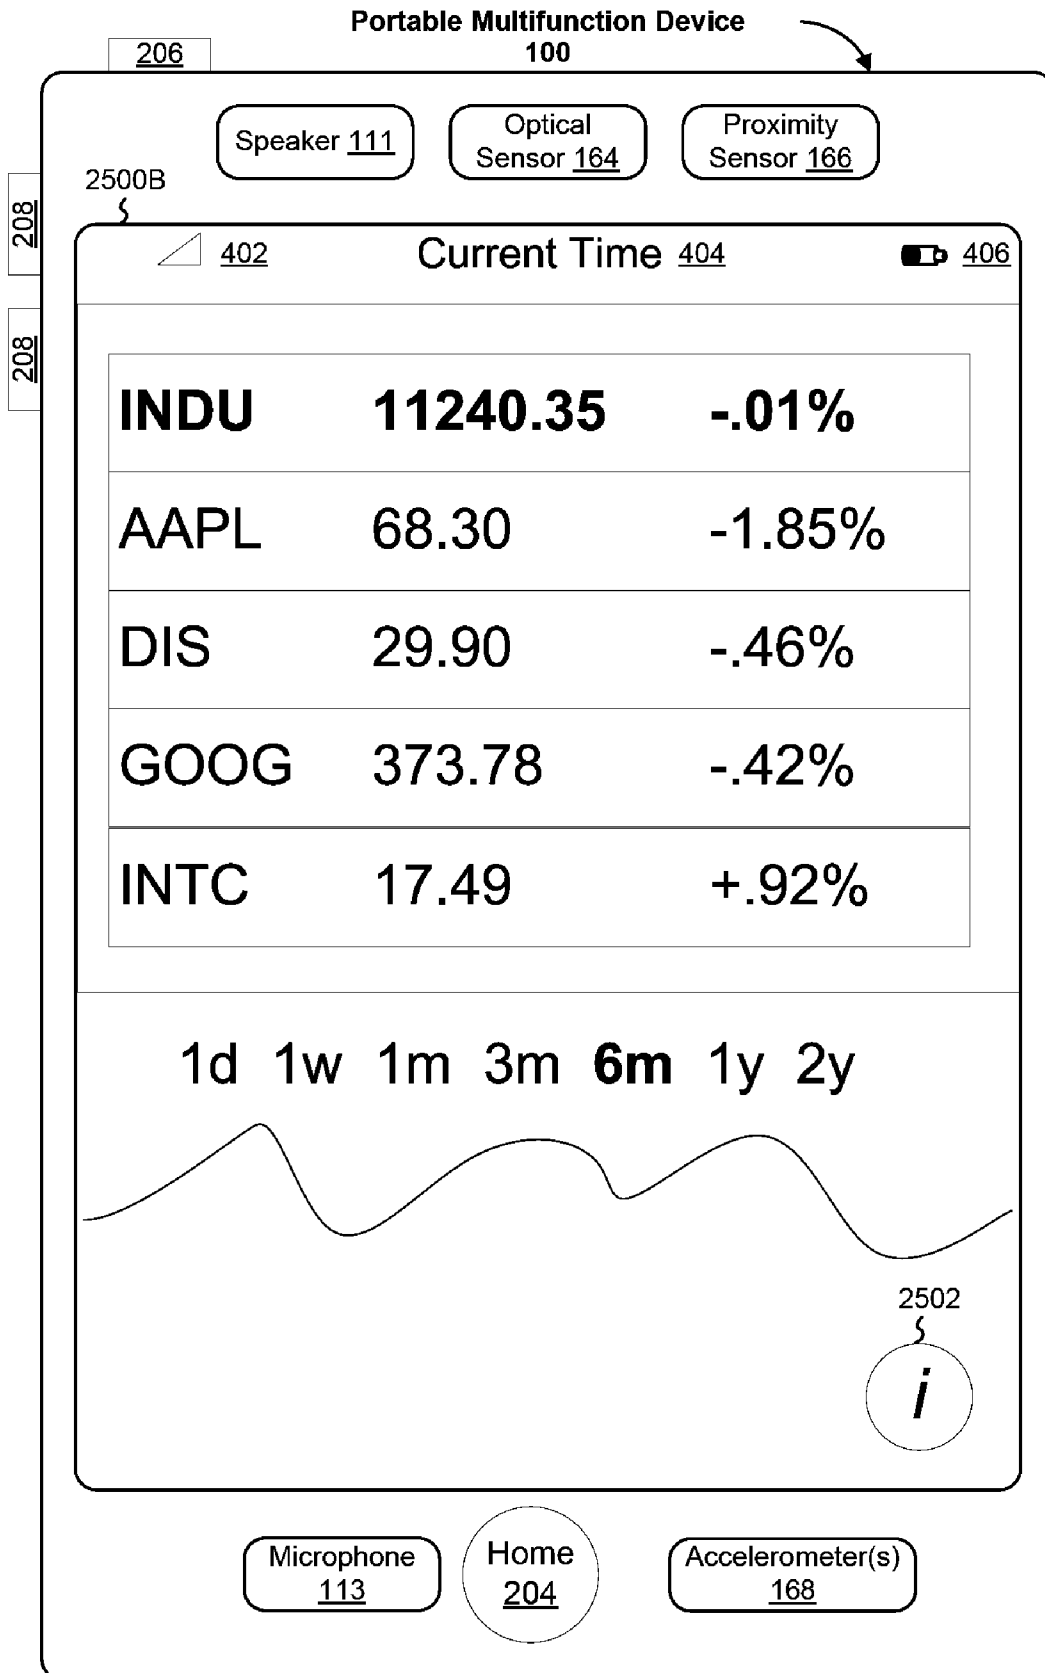 Portable Multifunction Device
100
206
Speaker 111
Optical
Sensor 164
Proximity
Sensor 166
2500B
208
208
402 Current Time 404 406
INDU 11240.35 -.01%
AAPL 68.30 -1.85%
DIS 29.90 -.46%
GOOG 373.78 -.42%
INTC 17.49 +.92%
1d 1w 1m 3m 6m 1y 2y
2502
i
Microphone
113
Home
204
Accelerometer(s)
168